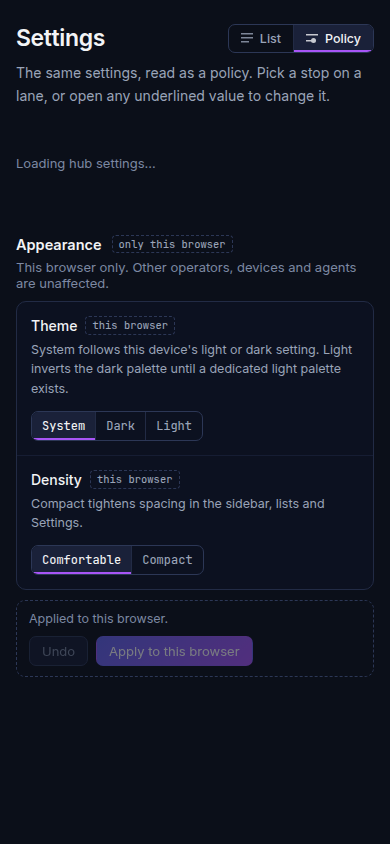 Settings
List
Policy
The same settings, read as a policy. Pick a stop on a
lane, or open any underlined value to change it.
Loading hub settings...
Appearance only this browser
This browser only. Other operators, devices and agents
are unaffected.
Theme this browser
System follows this device's light or dark setting. Light
inverts the dark palette until a dedicated light palette
exists.
System Dark Light
Density this browser
Compact tightens spacing in the sidebar, lists and
Settings.
Comfortable Compact
Applied to this browser.
Undo Apply to this browser